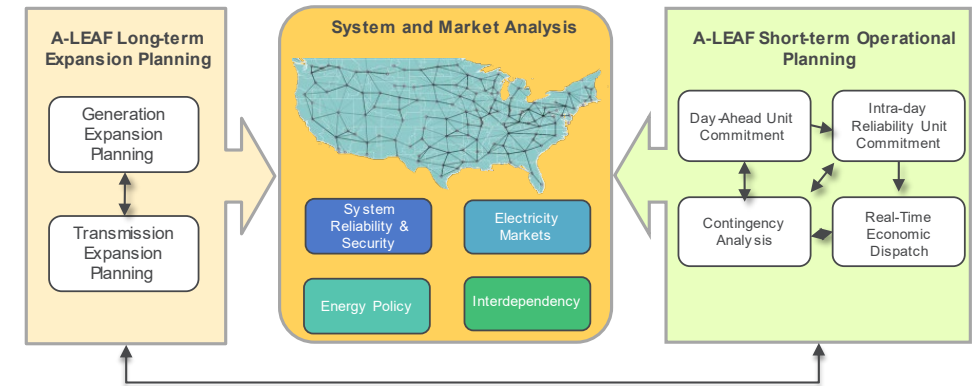 A-LEAF Long-term
Expansion Planning
Generation
Expansion
Planning
Transmission
Expansion
Planning
System and Market Analysis
System
Reliability &
Security
Electricity
Markets
Energy Policy
Interdependency
A-LEAF Short-term Operational
Planning
Day-Ahead Unit
Commitment
Intra-day
Reliability Unit
Commitment
Contingency
Analysis
Real-Time
Economic
Dispatch